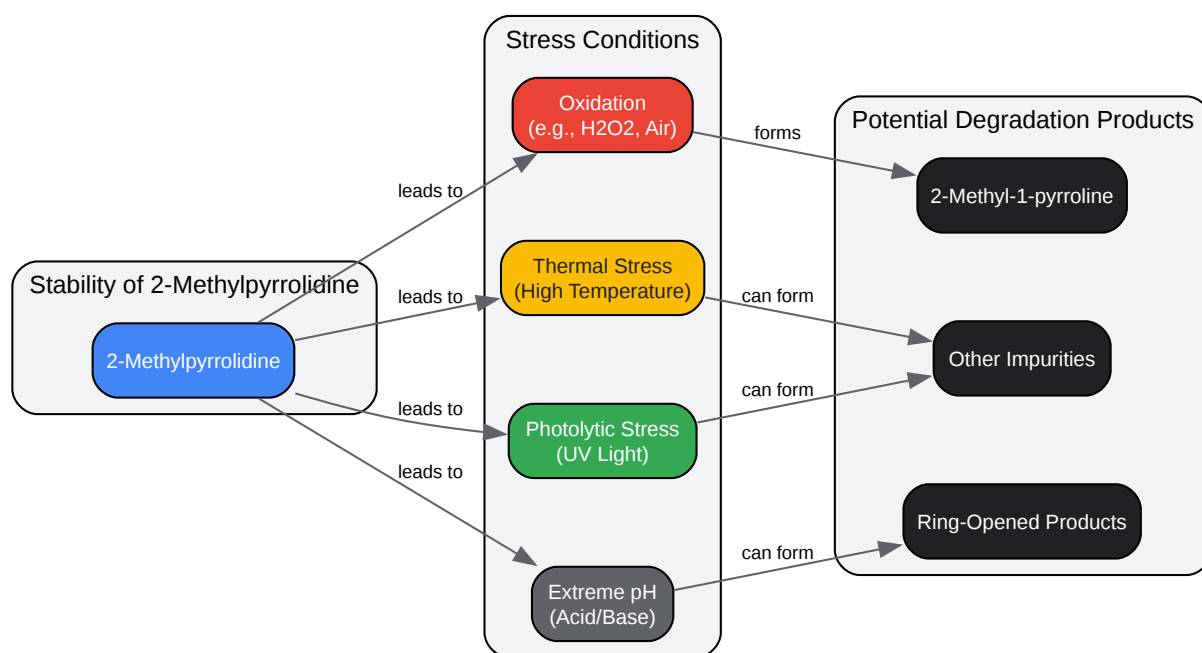 Stability of 2-Methylpyrrolidine
2-Methylpyrrolidine
leads to
leads to
leads to
leads to
Stress Conditions
Oxidation
(e.g., H2O2, Air)
Thermal Stress
(High Temperature)
Photolytic Stress
(UV Light)
Extreme pH
(Acid/Base)
forms
can form
can form
can form
Potential Degradation Products
2-Methyl-1-pyrroline
Other Impurities
Ring-Opened Products